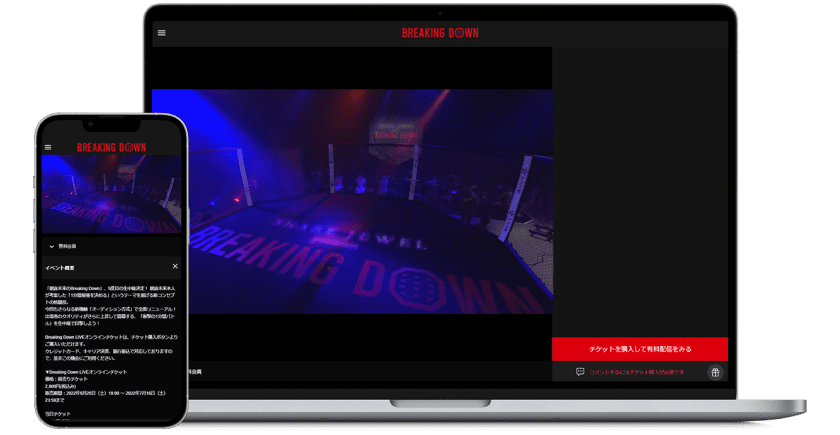 BREAKING DOWN
BREAKING DOWN
BREAKING DOWN
チケットを購入して有料配信をみる
コメントするにはチケット購入が必要です
料会員
BREAKING DOWN
BREAKING DOWN
無料会員
イベント概要
「朝倉未来のBreaking Down」、5度目の生中継決定！ 朝倉未来本人
が考案した「1分間最強を決める」というテーマを掲げる新コンセプ
トの格闘技。
今回もさらなる新機軸「オーディション方式」で全面リニューアル！
出場者のクオリティがさらに上昇して開幕する、「衝撃の1分間バト
ル」を生中継で目撃しよう！
Breaking Down LIVEオンラインチケットは、チケット購入ボタンより
ご購入いただけます。
クレジットカード、キャリア決済、銀行振込で対応しておりますの
で、是非この機会にご利用ください。
▼Breaking Down LIVEオンラインチケット
価格：前売りチケット
2,800円(税込み)
販売期間：2022年6月25日（土）19:00 〜 2022年7月16日（土）
23:59まで
当日チケット